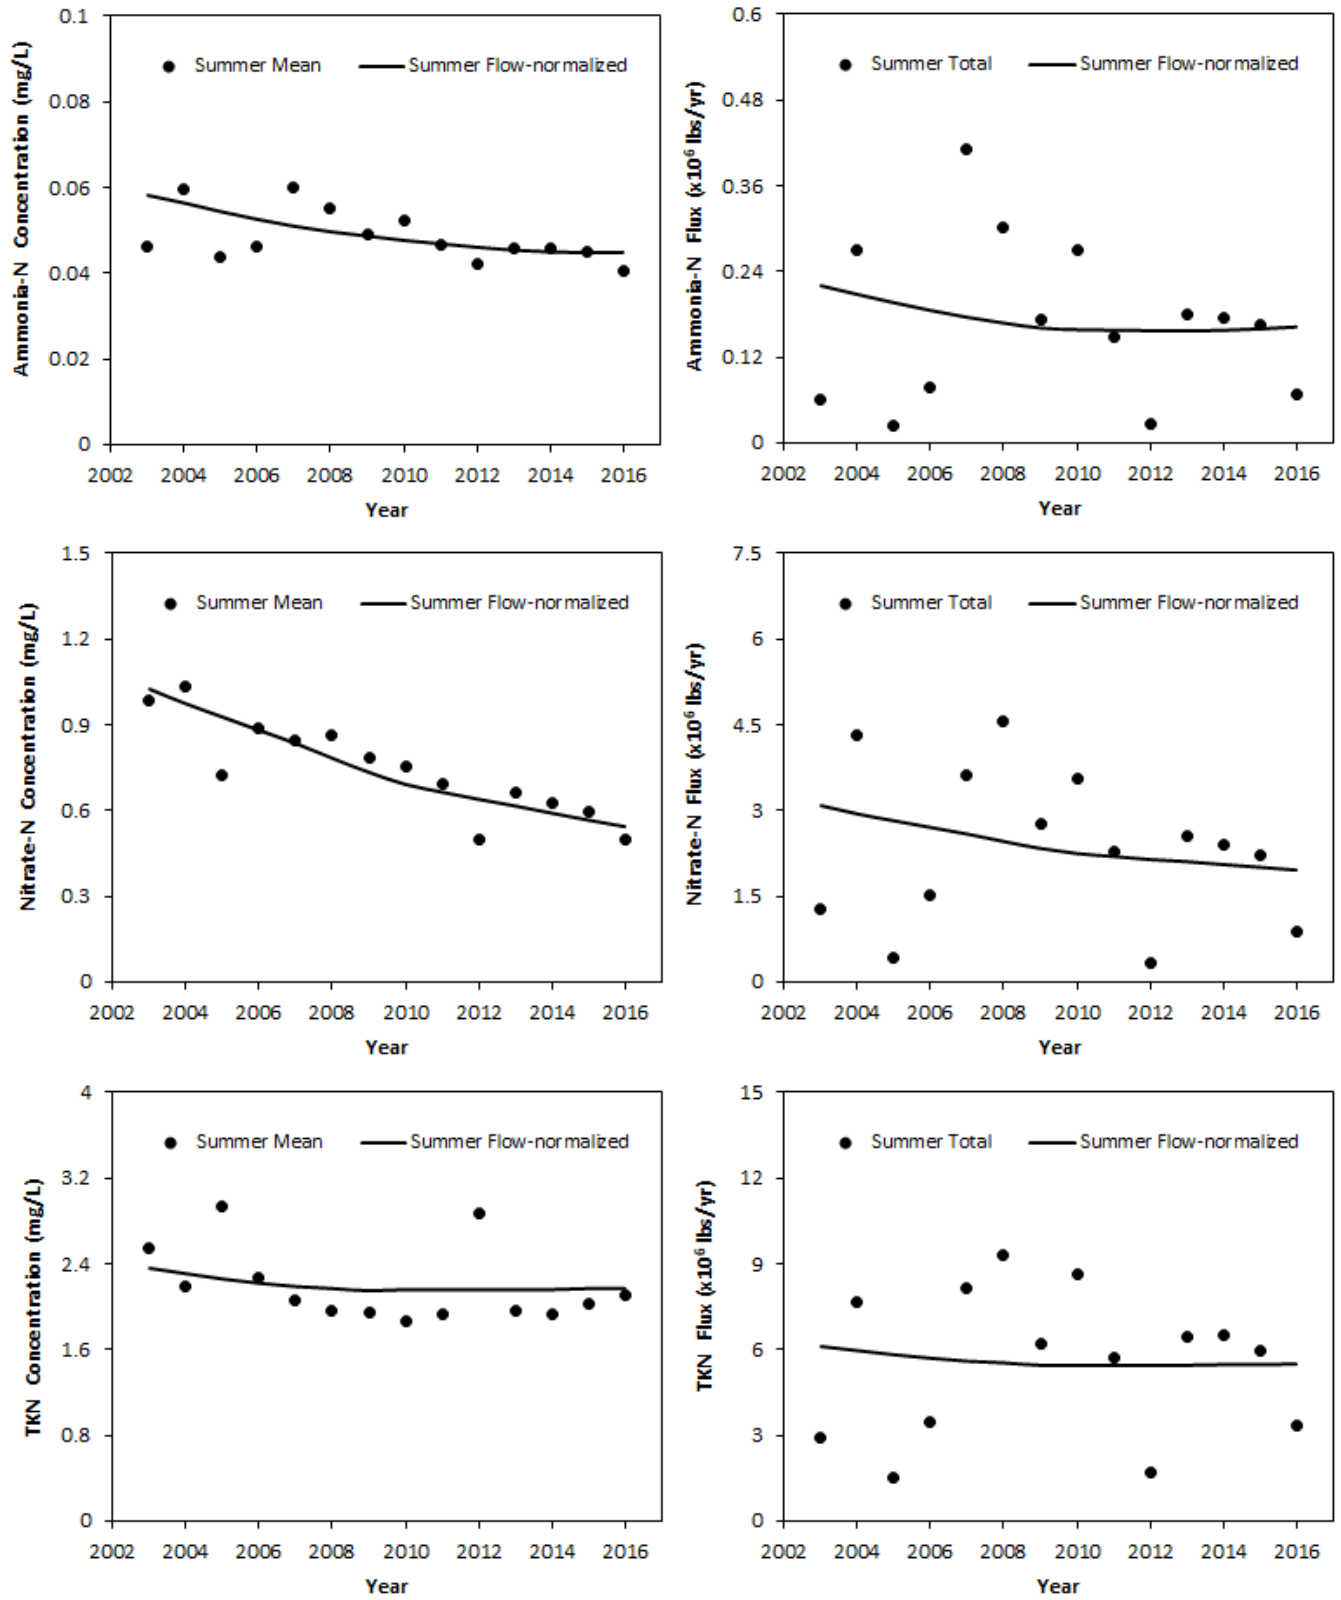 Ammonia-N Concentration (mg/L)
0.1
0.08
0.06
0.04
0.02
0
Summer Mean
Summer Flow-normalized
2002 2004 2006 2008 2010 2012 2014 2016
Year
Ammonia-N Flux (x10⁶ lbs/yr)
0.6
0.48
0.36
0.24
0.12
0
Summer Total
Summer Flow-normalized
2002 2004 2006 2008 2010 2012 2014 2016
Year
Nitrate-N Concentration (mg/L)
1.5
1.2
0.9
0.6
0.3
0
Summer Mean
Summer Flow-normalized
2002 2004 2006 2008 2010 2012 2014 2016
Year
Nitrate-N Flux (x10⁶ lbs/yr)
7.5
6
4.5
3
1.5
0
Summer Total
Summer Flow-normalized
2002 2004 2006 2008 2010 2012 2014 2016
Year
TKN Concentration (mg/L)
4
3.2
2.4
1.6
0.8
0
Summer Mean
Summer Flow-normalized
2002 2004 2006 2008 2010 2012 2014 2016
Year
TKN Flux (x10⁶ lbs/yr)
15
12
9
6
3
0
Summer Total
Summer Flow-normalized
2002 2004 2006 2008 2010 2012 2014 2016
Year